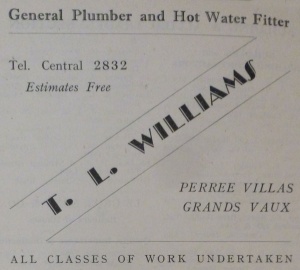 General Plumber and Hot Water Fitter
Tel. Central 2832
Estimates Free
T. L. WILLIAMS
PERREE VILLAS
GRANDS VAUX
ALL CLASSES OF WORK UNDERTAKEN